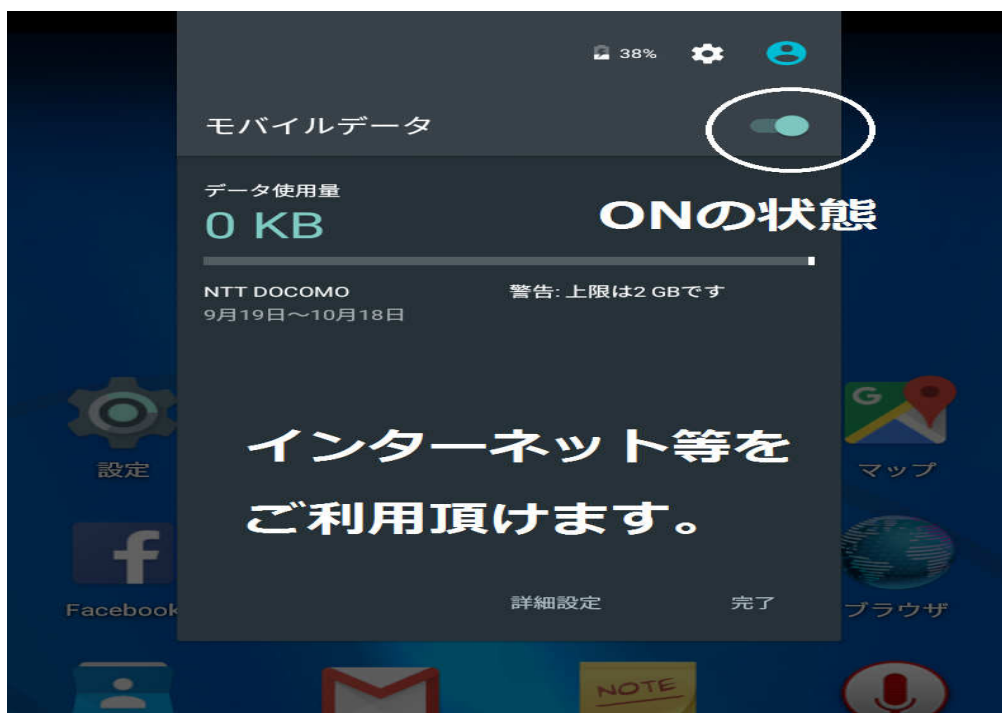 38%
モバイルデータ
データ使用量
0 KB
ONの状態
NTT DOCOMO
警告: 上限は2 GBです
9月19日～10月18日
G
設定
マップ
インターネット等を
ご利用頂けます。
f
Facebook
ブラウザ
詳細設定
完了
NOTE